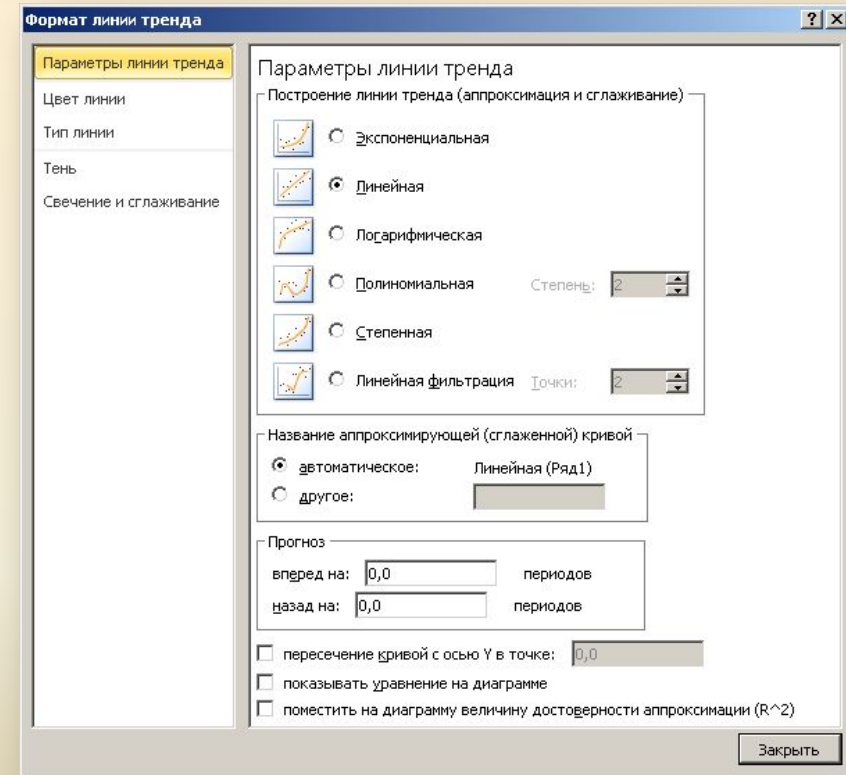 Формат линии тренда
Параметры линии тренда
Цвет линии
Тип линии
Тень
Свечение и сглаживание
Параметры линии тренда
Построение линии тренда (аппроксимация и сглаживание)
Экспоненциальная
Линейная
Логарифмическая
Полиномиальная Степень: 2
Степенная
Линейная фильтрация Точки: 2
Название аппроксимирующей (сглаженной) кривой
автоматическое: Линейная (Ряд1)
другое:
Прогноз
вперед на: 0,0 периодов
назад на: 0,0 периодов
пересечение кривой с осью Y в точке: 0,0
показывать уравнение на диаграмме
поместить на диаграмму величину достоверности аппроксимации (R^2)
Закрыть